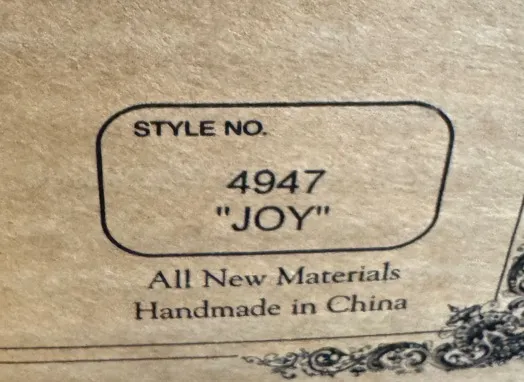 STYLE NO.
4947
"JOY"
All New Materials
Handmade in China